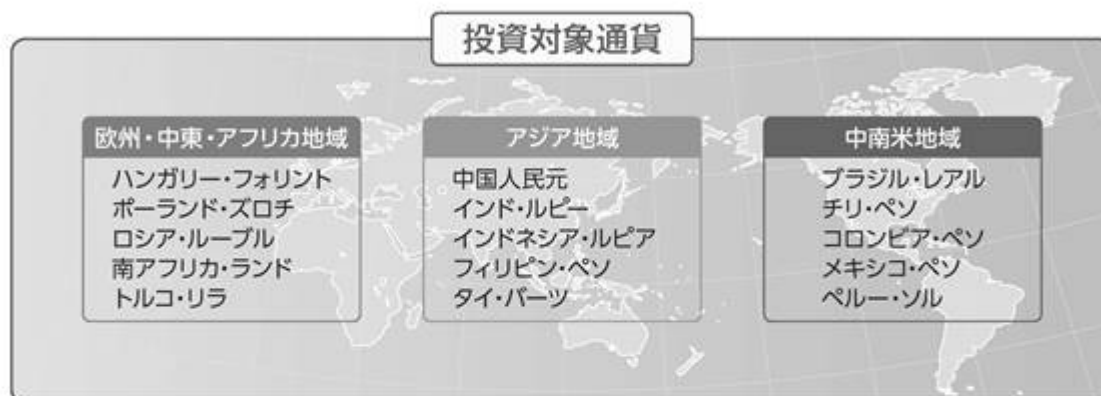 投資対象通貨
欧州・中東・アフリカ地域
ハンガリー・フォリント
ポーランド・ズロチ
ロシア・ルーブル
南アフリカ・ランド
トルコ・リラ
アジア地域
中国人民元
インド・ルピー
インドネシア・ルピア
フィリピン・ペソ
タイ・バーツ
中南米地域
ブラジル・レアル
チリ・ペソ
コロンビア・ペソ
メキシコ・ペソ
ペルー・ソル